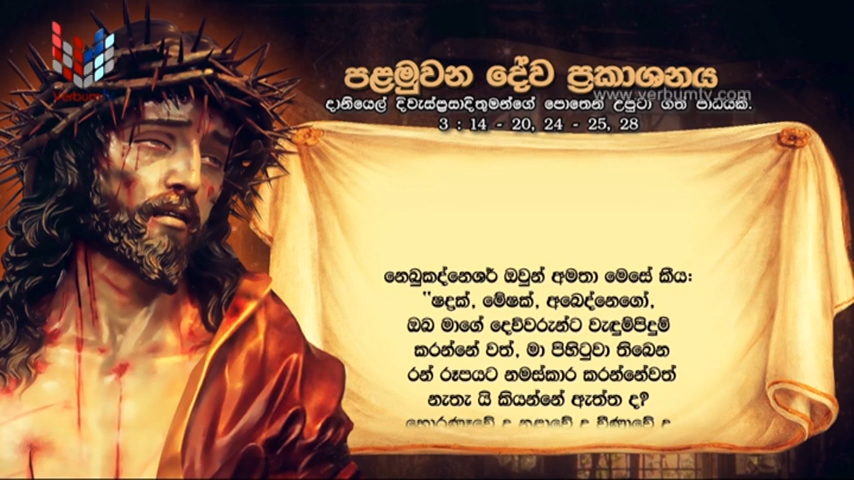 VerbumTV
පළමුවන දේව ප්‍රකාශනය
www.verbumtv.com
දානියෙල් දිවැස්ප්‍රසාදිතුමන්ගේ පොතෙන් උපුටා ගත් පාඨයකි.
3 : 14 - 20, 24 - 25, 28
නෙබුකද්නෙශර් ඔවුන් අමතා මෙසේ කීය:
"ෂද්‍රක්, මේෂක්, අබෙද්නෙගෝ,
ඔබ මාගේ දෙවිවරුන්ට වැඳුම්පිදුම්
කරන්නේ වත්, මා පිහිටුවා තිබෙන
රන් රූපයට නමස්කාර කරන්නේවත්
නැතැ යි කියන්නේ ඇත්ත ද?